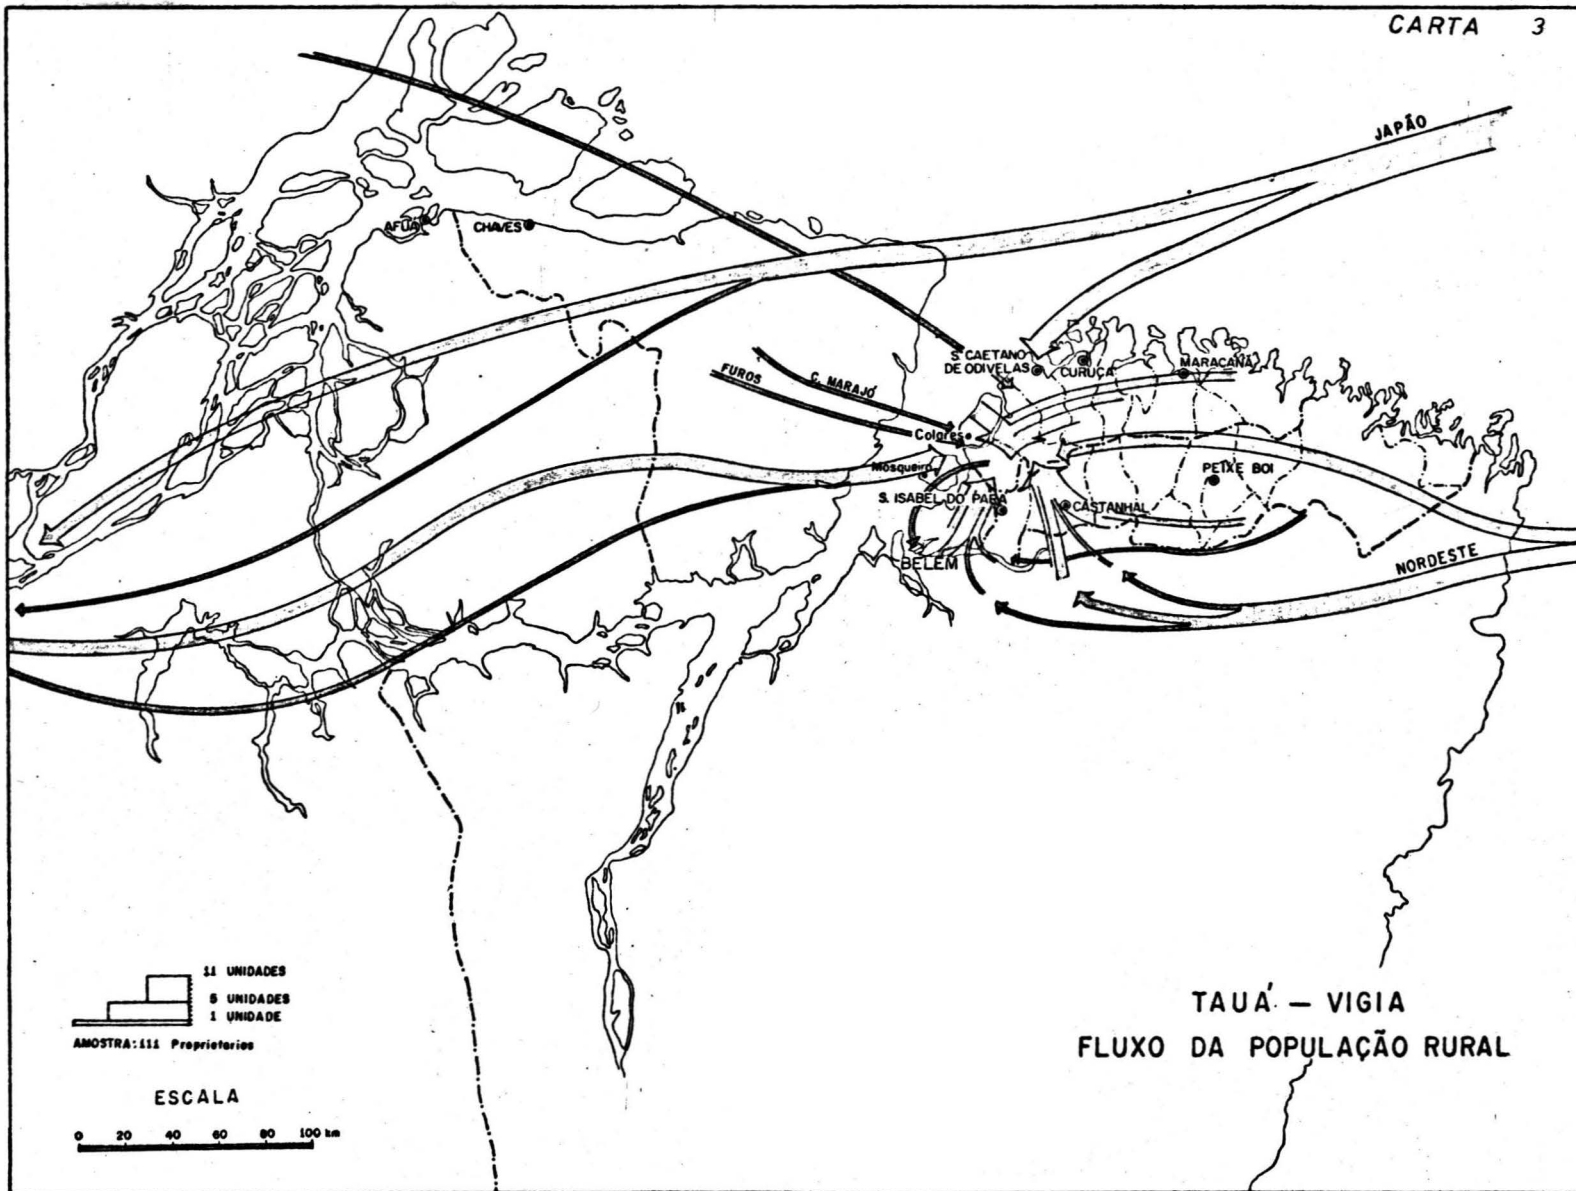 CARTA 3
JAPÃO
AFUÁ
CHAVES
S. CAETANO
DE ODIVELAS
CURUÇA
MARACANÃ
FUROS
C. MARAJÓ
Colares
Mosqueiro
PEIXE BOI
S. ISABEL DO PARÁ
CASTANHAL
BELÉM
NORDESTE
11 UNIDADES
5 UNIDADES
1 UNIDADE
AMOSTRA: 111 Proprietarios
ESCALA
0 20 40 60 80 100 km
TAUÁ — VIGIA
FLUXO DA POPULAÇÃO RURAL